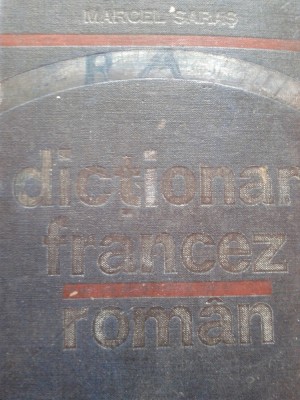 MARCEL SARAȘ
R A
dicționar
francez
român